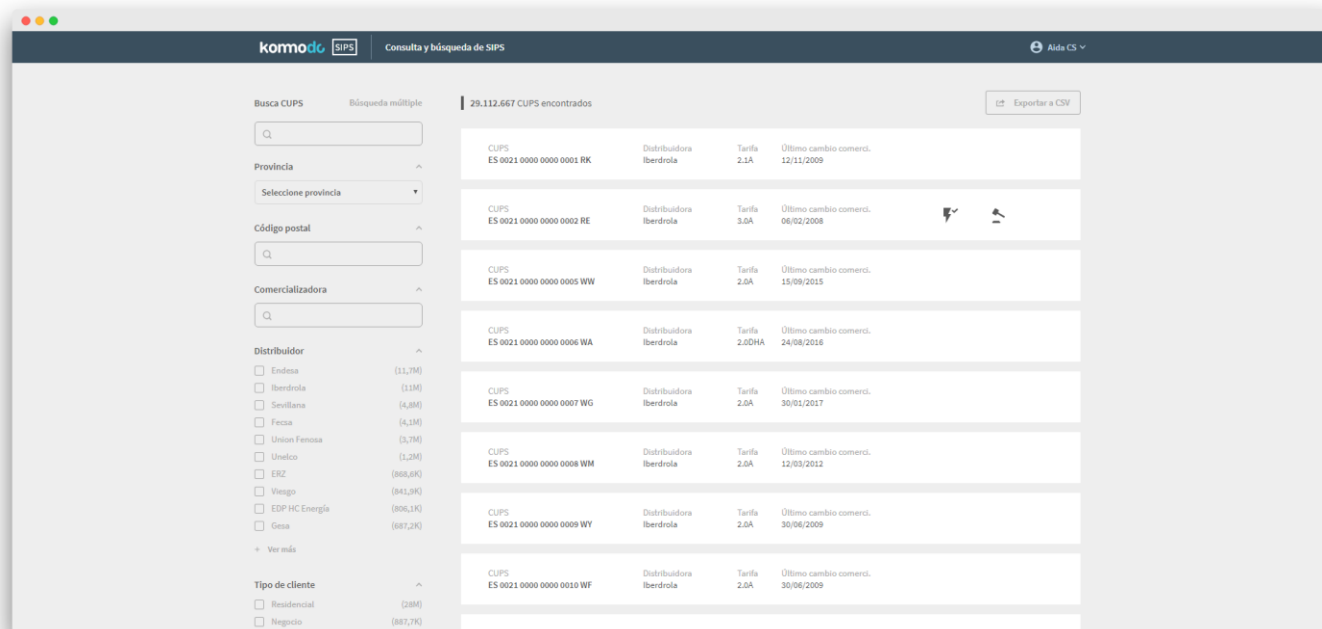 kommodo SIPS Consulta y búsqueda de SIPS Aida CS
Busca CUPS Búsqueda múltiple
Provincia
Seleccione provincia
Código postal
Comercializadora
Distribuidor
Endesa (11,7M)
Iberdrola (11M)
Sevillana (4,8M)
Fecsa (4,1M)
Union Fenosa (3,7M)
Unelco (1,2M)
ERZ (868,6K)
Viesgo (841,9K)
EDP HC Energía (806,1K)
Gesa (687,2K)
+ Ver más
Tipo de cliente
Residencial (28M)
Negocio (887,7K)
29.112.667 CUPS encontrados Exportar a CSV
CUPS Distribuidora Tarifa Último cambio comerci.
ES 0021 0000 0000 0001 RK Iberdrola 2.1A 12/11/2009
CUPS Distribuidora Tarifa Último cambio comerci.
ES 0021 0000 0000 0002 RE Iberdrola 3.0A 06/02/2008
CUPS Distribuidora Tarifa Último cambio comerci.
ES 0021 0000 0000 0005 WW Iberdrola 2.0A 15/09/2015
CUPS Distribuidora Tarifa Último cambio comerci.
ES 0021 0000 0000 0006 WA Iberdrola 2.0DHA 24/08/2016
CUPS Distribuidora Tarifa Último cambio comerci.
ES 0021 0000 0000 0007 WG Iberdrola 2.0A 30/01/2017
CUPS Distribuidora Tarifa Último cambio comerci.
ES 0021 0000 0000 0008 WM Iberdrola 2.0A 12/03/2012
CUPS Distribuidora Tarifa Último cambio comerci.
ES 0021 0000 0000 0009 WY Iberdrola 2.0A 30/06/2009
CUPS Distribuidora Tarifa Último cambio comerci.
ES 0021 0000 0000 0010 WF Iberdrola 2.0A 30/06/2009